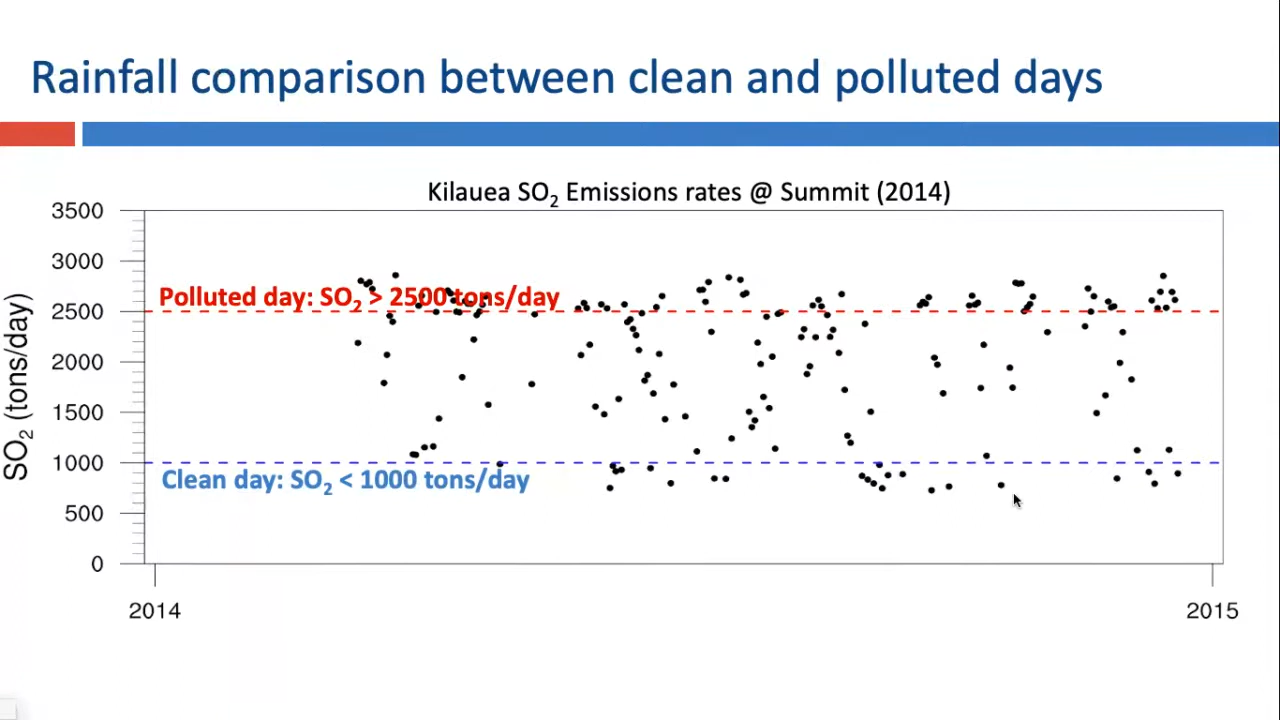 Rainfall comparison between clean and polluted days
Kilauea SO₂ Emissions rates @ Summit (2014)
3500
3000
Polluted day: SO₂ > 2500 tons/day
2500
2000
1500
1000
Clean day: SO₂ < 1000 tons/day
500
0
SO₂ (tons/day)
2014
2015